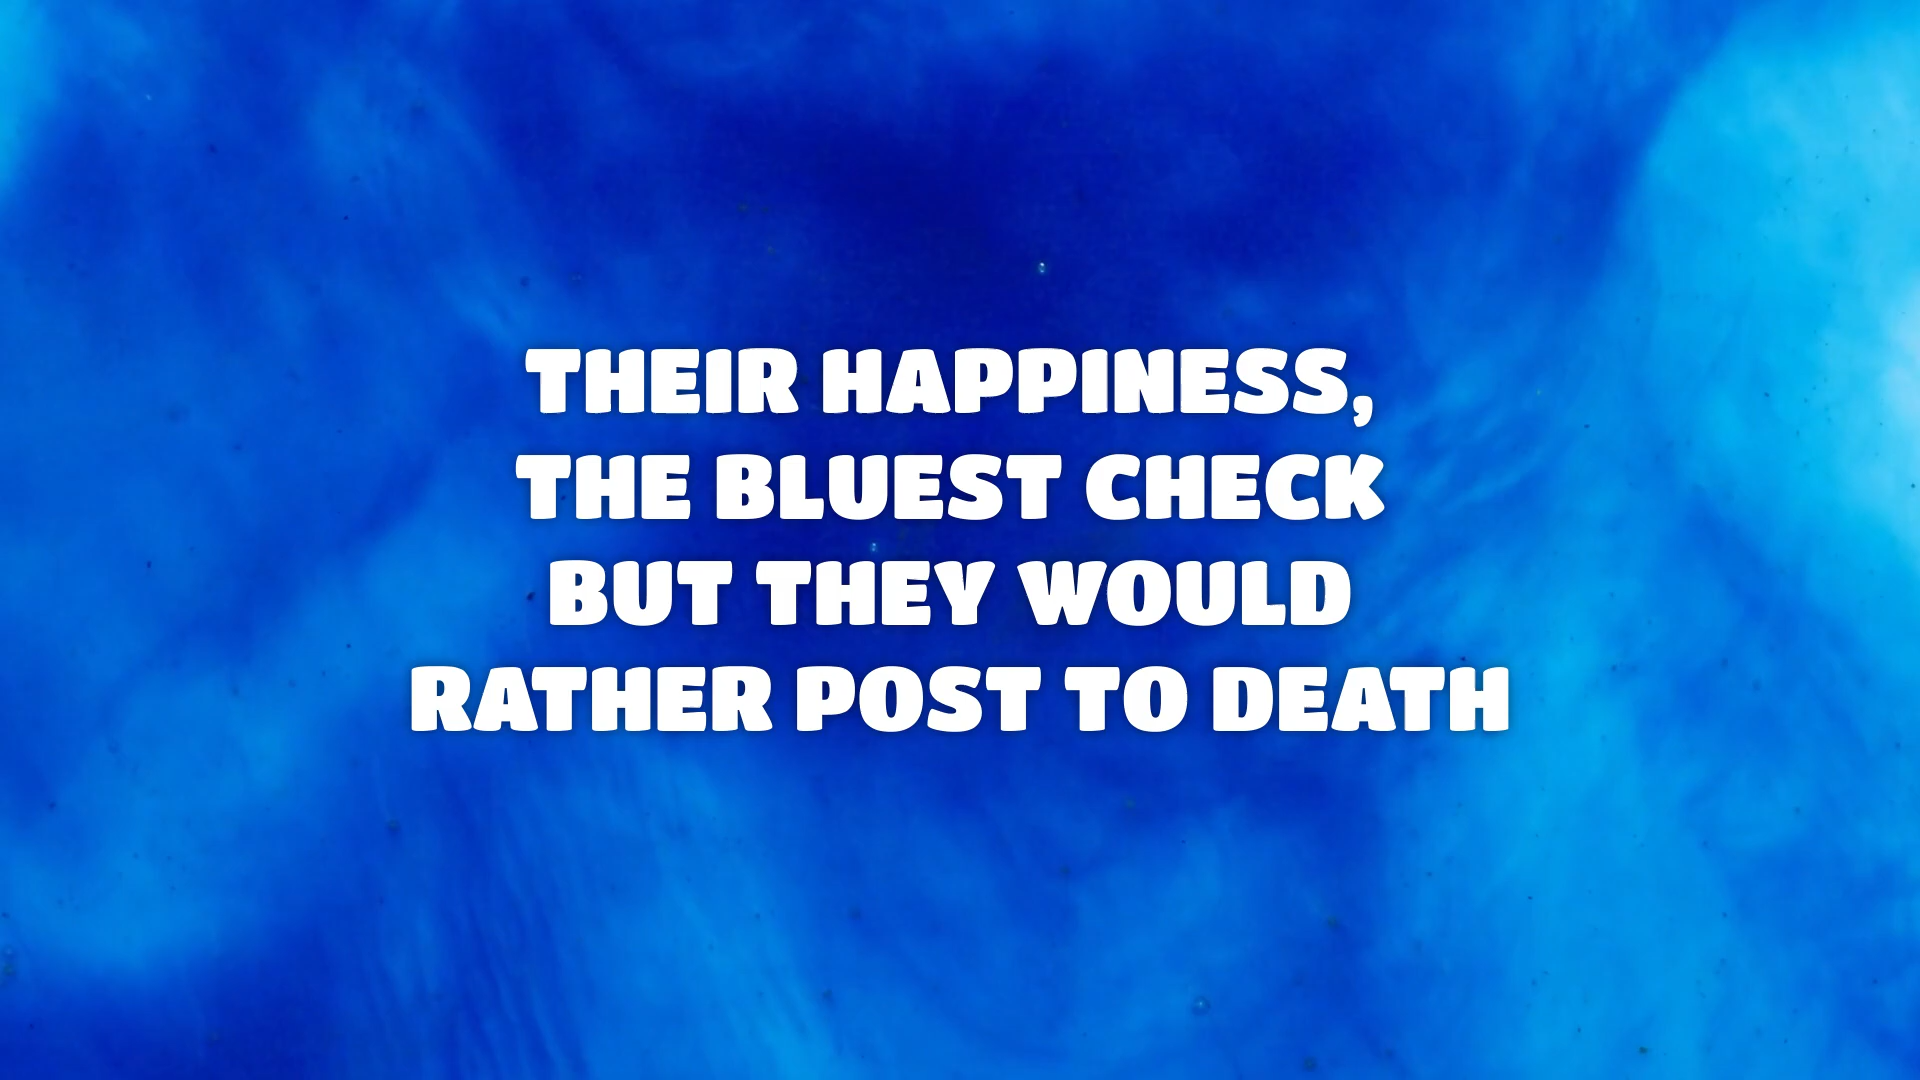 THEIR HAPPINESS,
THE BLUEST CHECK
BUT THEY WOULD
RATHER POST TO DEATH